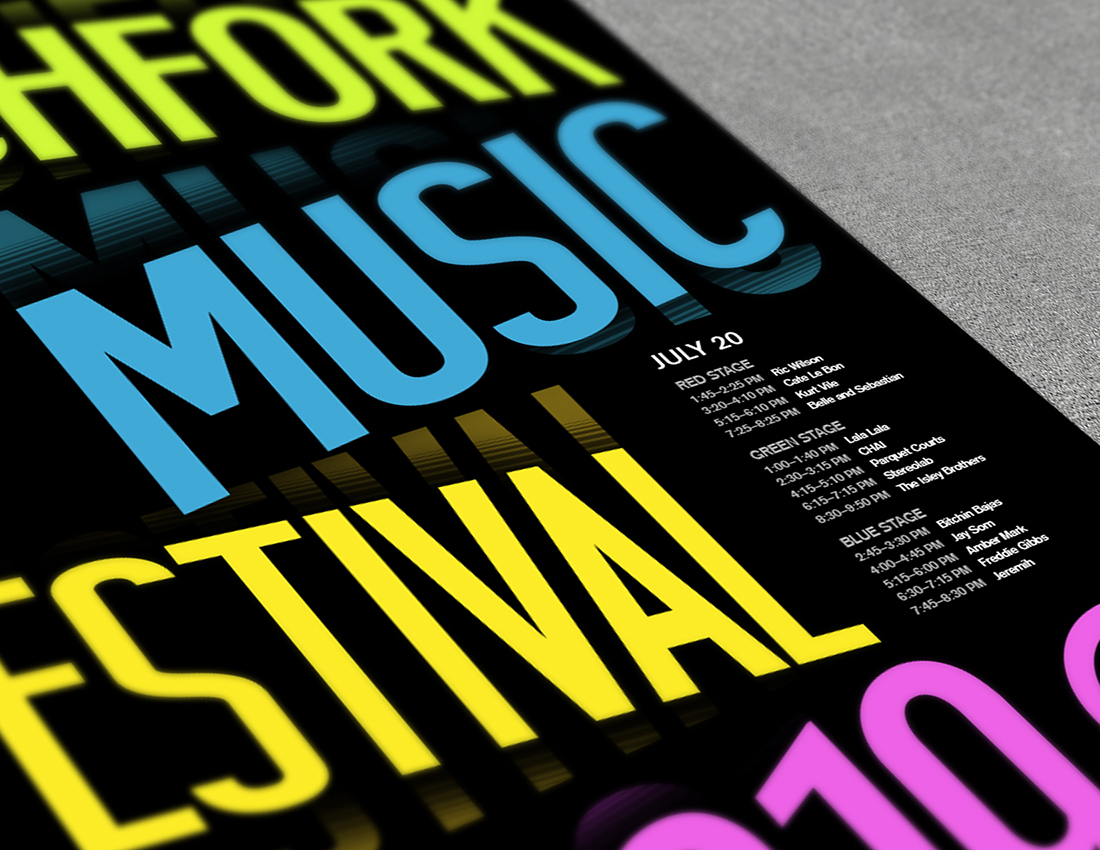 HFORK
MUSIC
JULY 20
RED STAGE
1:45–2:25 PM Ric Wilson
3:20–4:10 PM Cate Le Bon
5:15–6:10 PM Kurt Vile
7:25–8:25 PM Belle and Sebastian
GREEN STAGE
1:00–1:40 PM Lala Lala
2:30–3:15 PM CHAI
4:15–5:10 PM Parquet Courts
6:15–7:15 PM Stereolab
8:30–9:50 PM The Isley Brothers
BLUE STAGE
2:45–3:30 PM Bitchin Bajas
4:00–4:45 PM Jay Som
5:15–6:00 PM Amber Mark
6:30–7:15 PM Freddie Gibbs
7:45–8:30 PM Jeremih
ESTIVAL
10